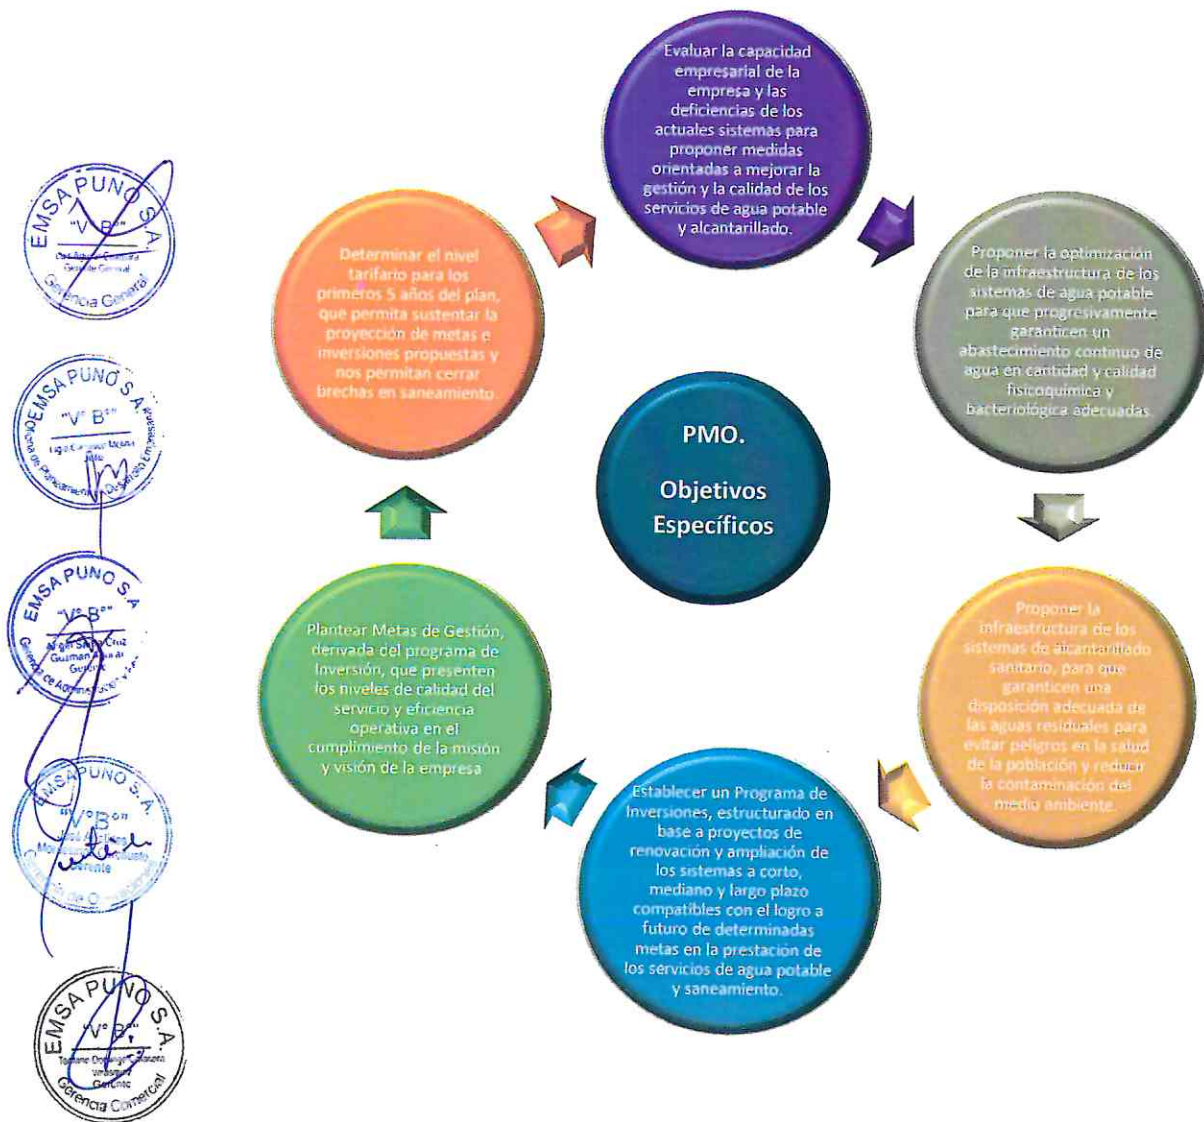 Evaluar la capacidad
empresarial de la
empresa y las
deficiencias de los
actuales sistemas para
proponer medidas
orientadas a mejorar la
gestión y la calidad de los
servicios de agua potable
y alcantarillado.
Proponer la optimización
de la infraestructura de los
sistemas de agua potable
para que progresivamente
garanticen un
abastecimiento continuo de
agua en cantidad y calidad
fisicoquímica y
bacteriológica adecuadas.
Proponer la
infraestructura de los
sistemas de alcantarillado
sanitario, para que
garanticen una
disposición adecuada de
las aguas residuales para
evitar peligros en la salud
de la población y reducir
la contaminación del
medio ambiente.
Establecer un Programa de
Inversiones, estructurado en
base a proyectos de
renovación y ampliación de
los sistemas a corto,
mediano y largo plazo
compatibles con el logro a
futuro de determinadas
metas en la prestación de
los servicios de agua potable
y saneamiento.
Plantear Metas de Gestión,
derivada del programa de
Inversión, que presenten
los niveles de calidad del
servicio y eficiencia
operativa en el
cumplimiento de la misión
y visión de la empresa
Determinar el nivel
tarifario para los
primeros 5 años del plan,
que permita sustentar la
proyección de metas e
inversiones propuestas y
nos permitan cerrar
brechas en saneamiento.
PMO.
Objetivos
Específicos
EMSA PUNO S.A.
"V° B°"
Gerente General
Gerencia General
EMSA PUNO S.A.
"V° B°"
EMSA PUNO S.A.
"V° B°"
Guzman
Gerente
EMSA PUNO S.A.
"V° B°"
Gerente
EMSA PUNO S.A.
"V° B°"
Gerente
Gerencia Comercial